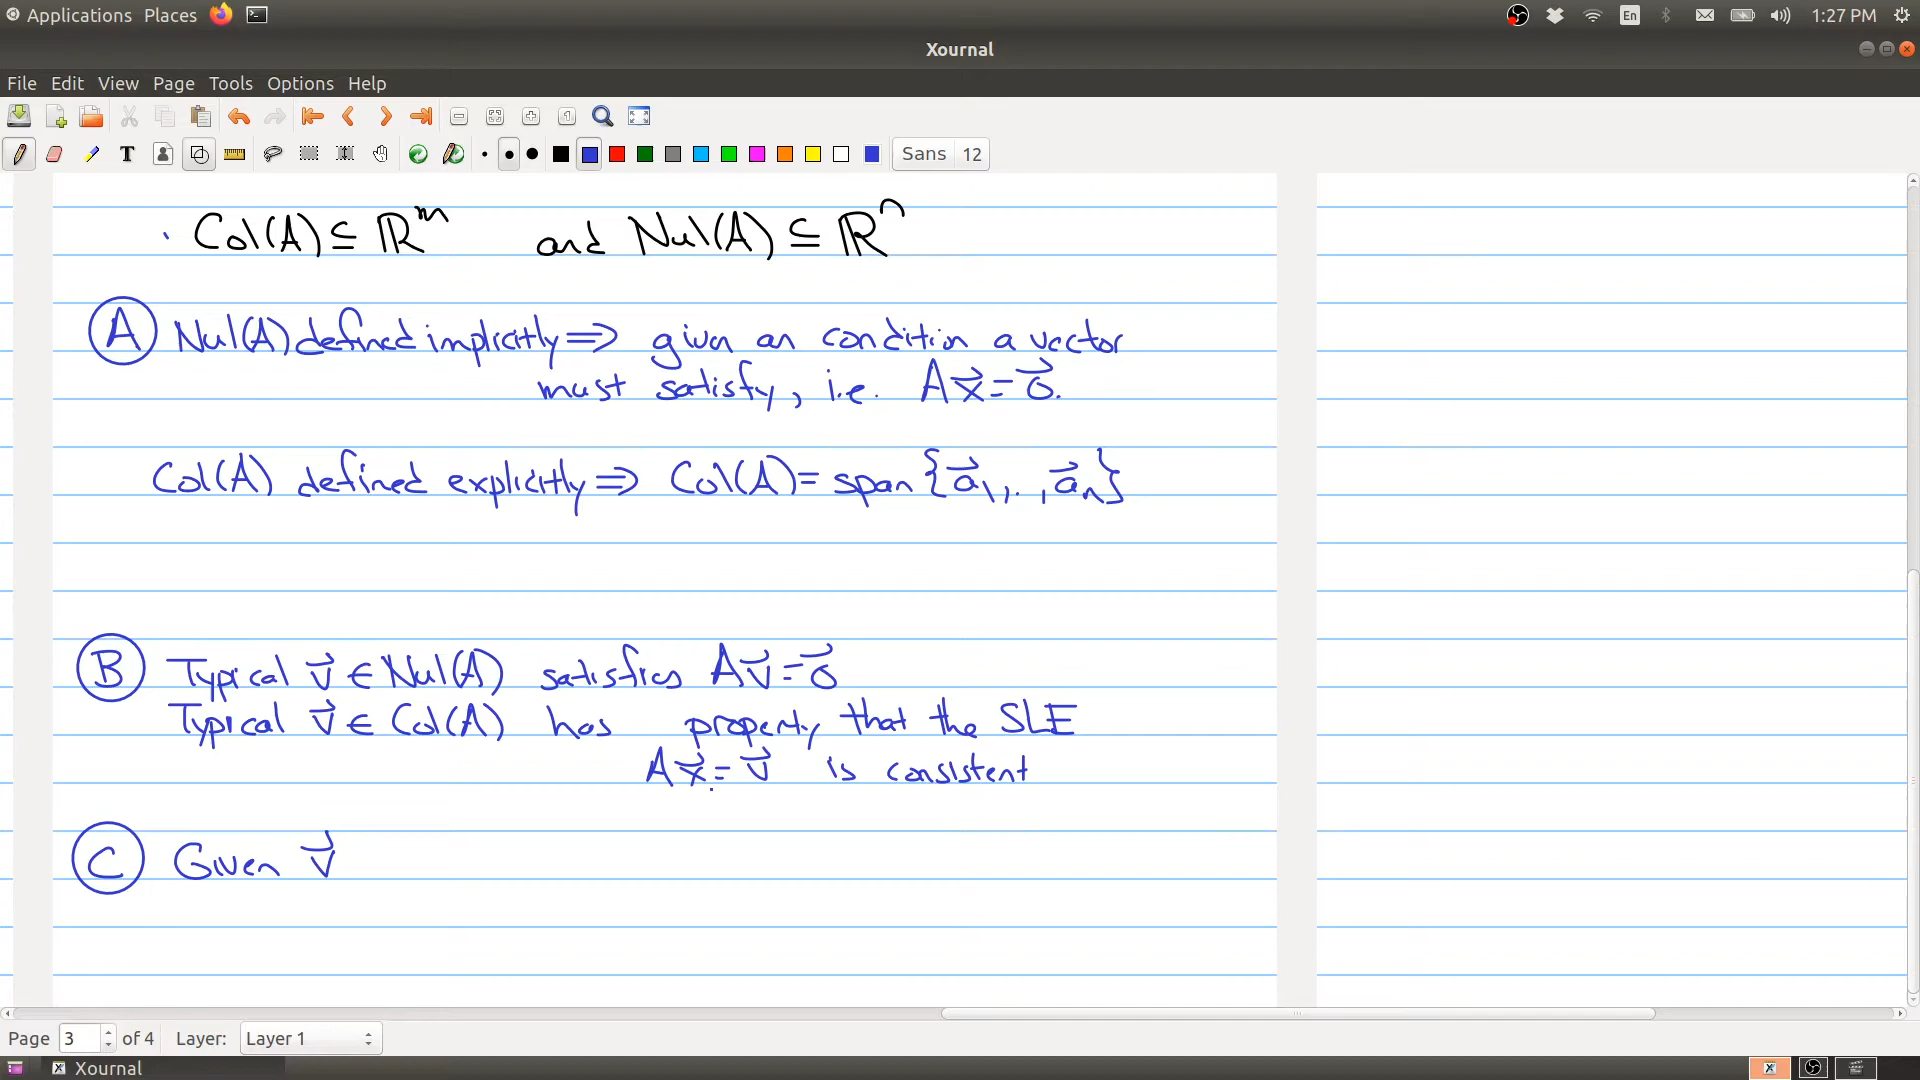 Applications Places En 1:27 PM
Xournal
File Edit View Page Tools Options Help
T Sans 12
· Col(A) ⊆ ℝ^m and Nul(A) ⊆ ℝ^n
Ⓐ Nul(A) defined implicitly ⟹ given an condition a vector
must satisfy, i.e. Ax⃗ = 0⃗.
Col(A) defined explicitly ⟹ Col(A) = span {a⃗₁, .., a⃗ₙ}
Ⓑ Typical v⃗ ∈ Nul(A) satisfies Av⃗ = 0⃗
Typical v⃗ ∈ Col(A) has property that the SLE
Ax⃗ = v⃗ is consistent
Ⓒ Given v⃗
Page 3 of 4 Layer: Layer 1
Xournal